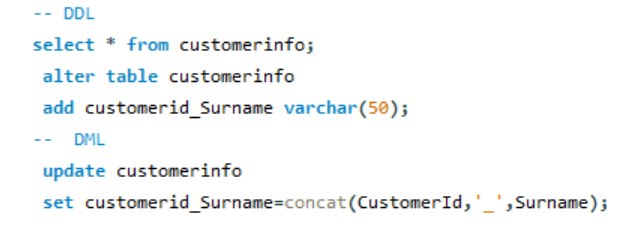 -- DDL
select * from customerinfo;
alter table customerinfo
add customerid_Surname varchar(50);
-- DML
update customerinfo
set customerid_Surname=concat(CustomerId,'_',Surname);